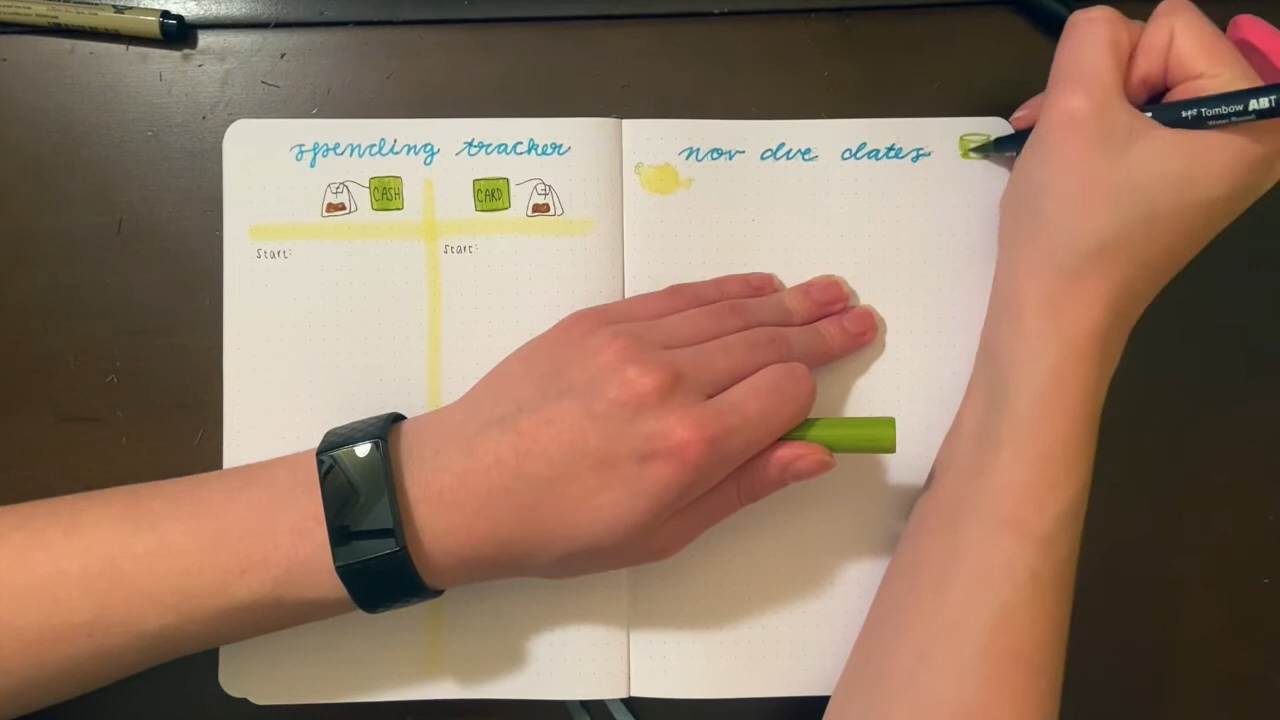 spending tracker
CASH
CARD
start:
start:
nov due dates
Tombow ABT